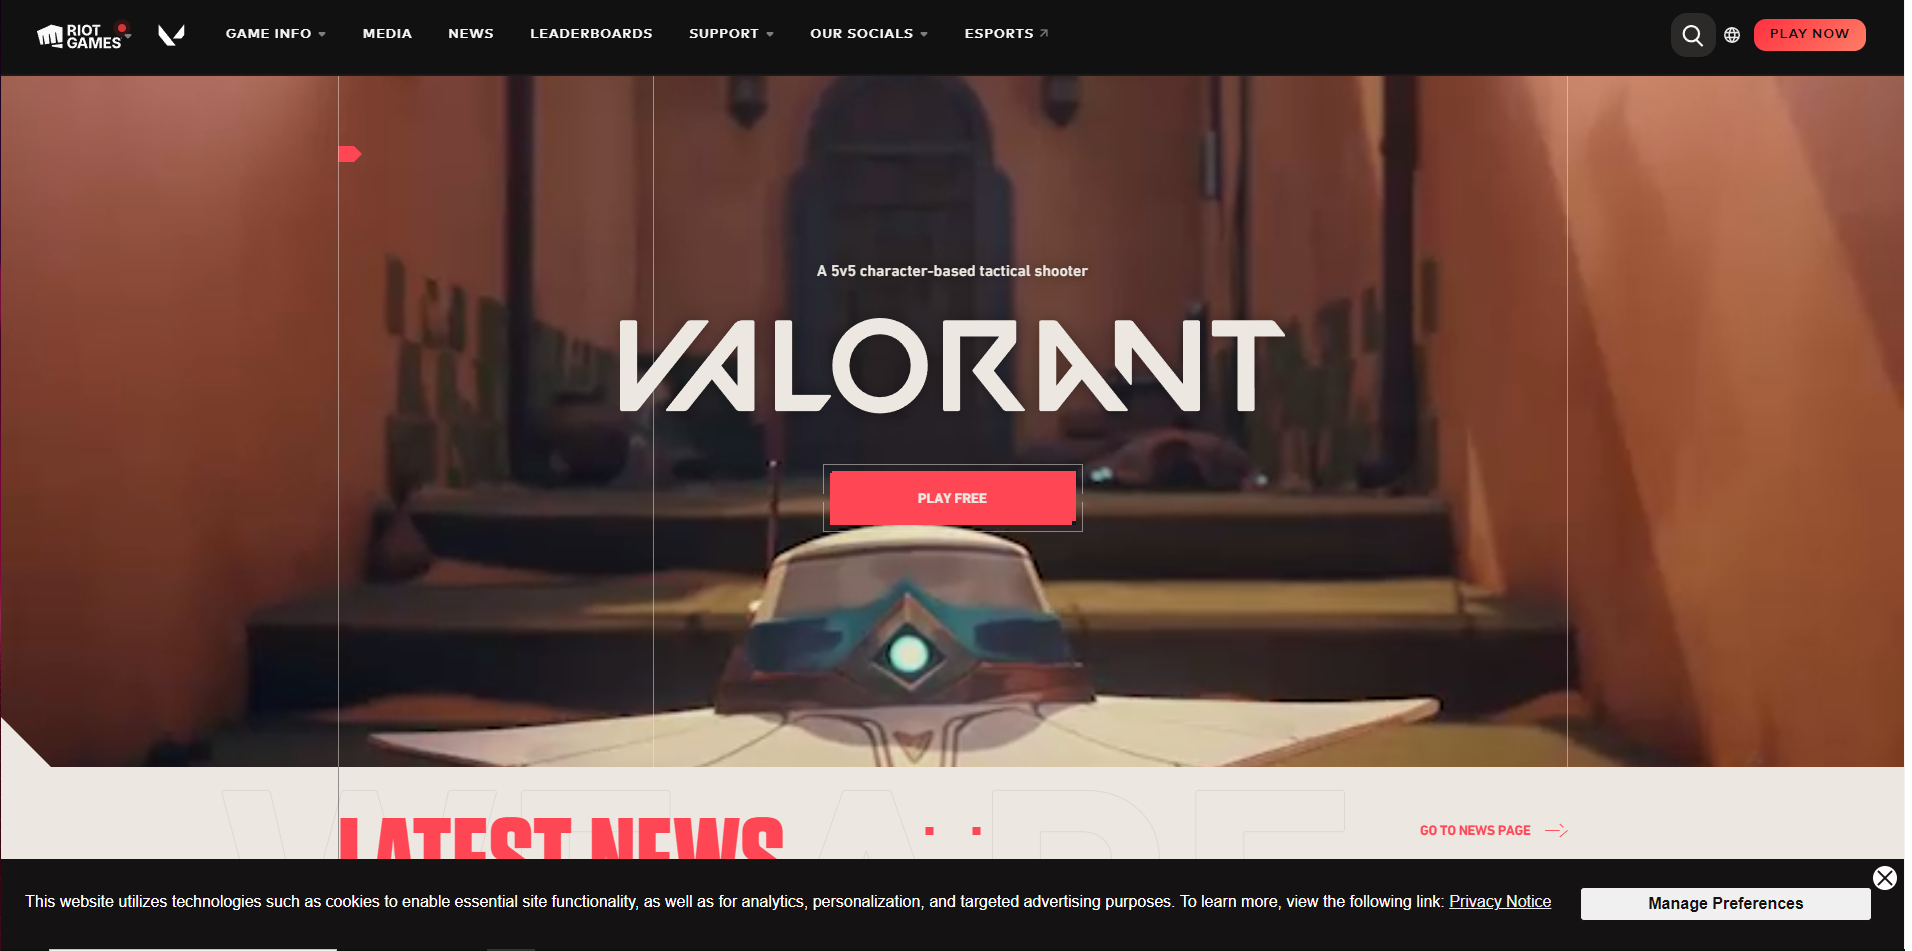 RIOT GAMES
GAME INFO
MEDIA
NEWS
LEADERBOARDS
SUPPORT
OUR SOCIALS
ESPORTS
PLAY NOW
A 5v5 character-based tactical shooter
VALORANT
PLAY FREE
WE ARE
LATEST NEWS
GO TO NEWS PAGE
This website utilizes technologies such as cookies to enable essential site functionality, as well as for analytics, personalization, and targeted advertising purposes. To learn more, view the following link: Privacy Notice
Manage Preferences